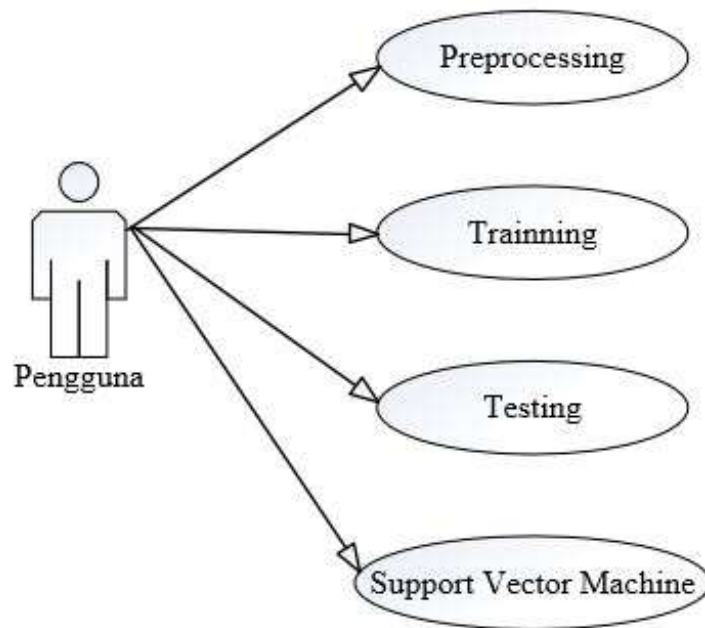 Preprocessing
Trainning
Pengguna
Testing
Support Vector Machine